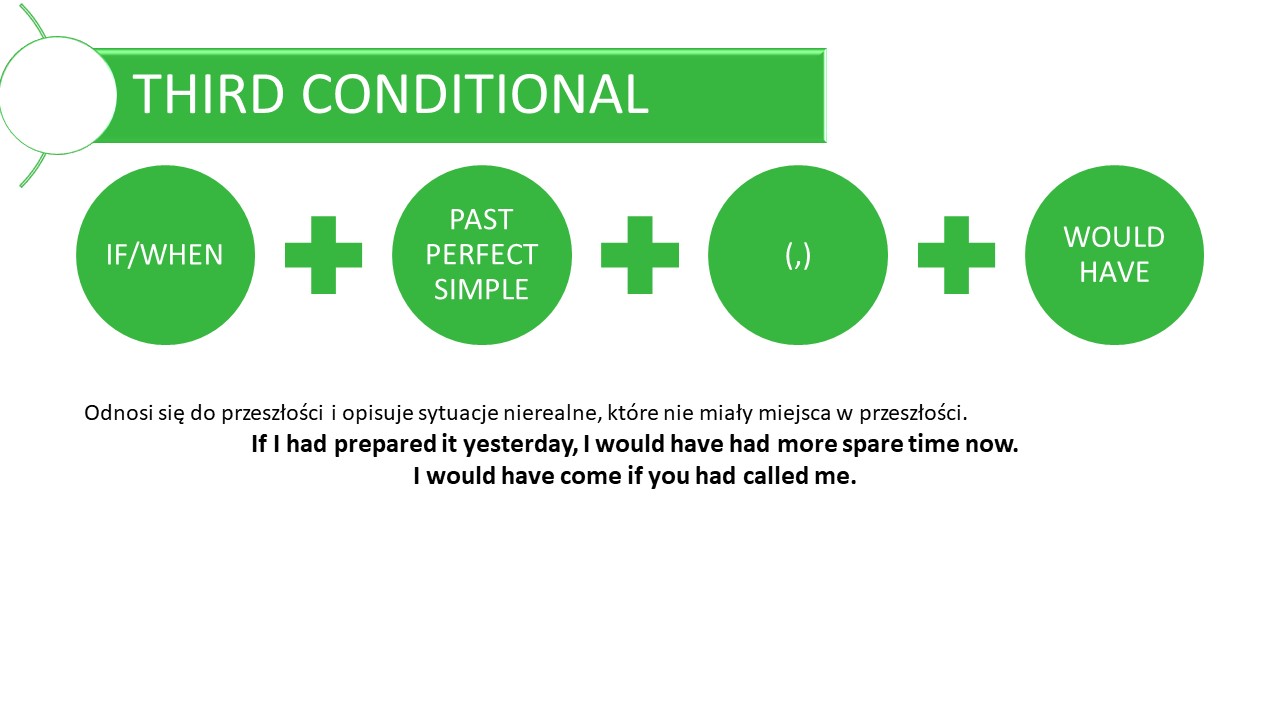 THIRD CONDITIONAL
IF/WHEN
PAST
PERFECT
SIMPLE
(,)
WOULD
HAVE
Odnosi się do przeszłości i opisuje sytuacje nierealne, które nie miały miejsca w przeszłości.
If I had prepared it yesterday, I would have had more spare time now.
I would have come if you had called me.